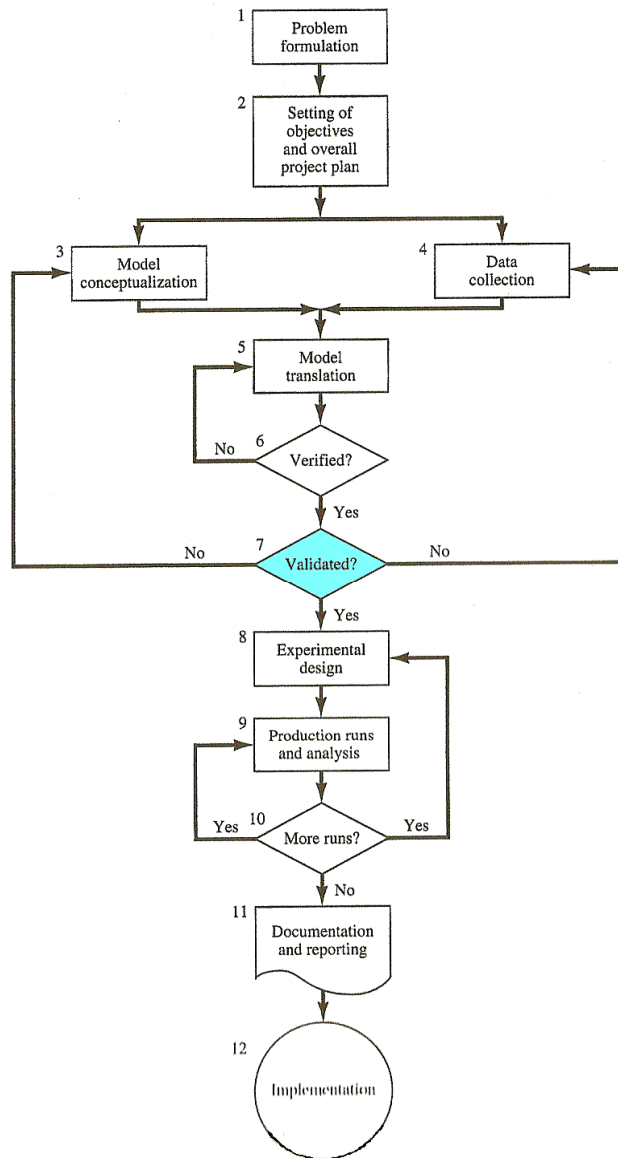 1
Problem
formulation
2
Setting of
objectives
and overall
project plan
3
Model
conceptualization
4
Data
collection
5
Model
translation
6
No
Verified?
Yes
7
No
Validated?
No
Yes
8
Experimental
design
9
Production runs
and analysis
10
Yes
More runs?
Yes
No
11
Documentation
and reporting
12
Implementation